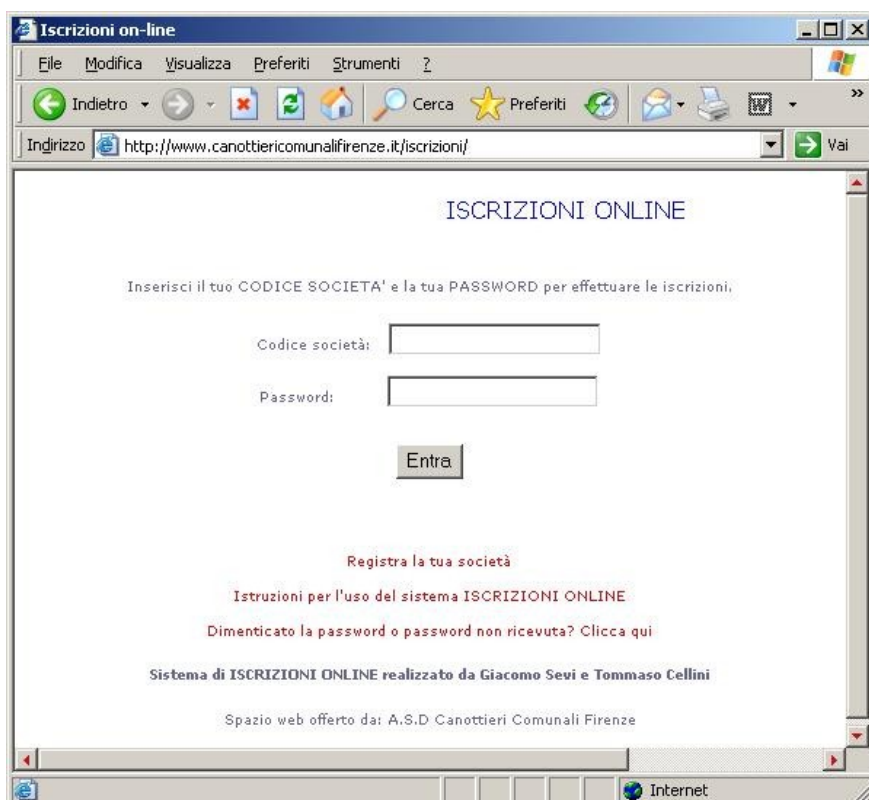 Iscrizioni on-line
File Modifica Visualizza Preferiti Strumenti ?
Indietro Cerca Preferiti »
Indirizzo http://www.canottiericomunalifirenze.it/iscrizioni/ Vai
ISCRIZIONI ONLINE
Inserisci il tuo CODICE SOCIETA' e la tua PASSWORD per effettuare le iscrizioni.
Codice società:
Password:
Entra
Registra la tua società
Istruzioni per l'uso del sistema ISCRIZIONI ONLINE
Dimenticato la password o password non ricevuta? Clicca qui
Sistema di ISCRIZIONI ONLINE realizzato da Giacomo Sevi e Tommaso Cellini
Spazio web offerto da: A.S.D Canottieri Comunali Firenze
Internet